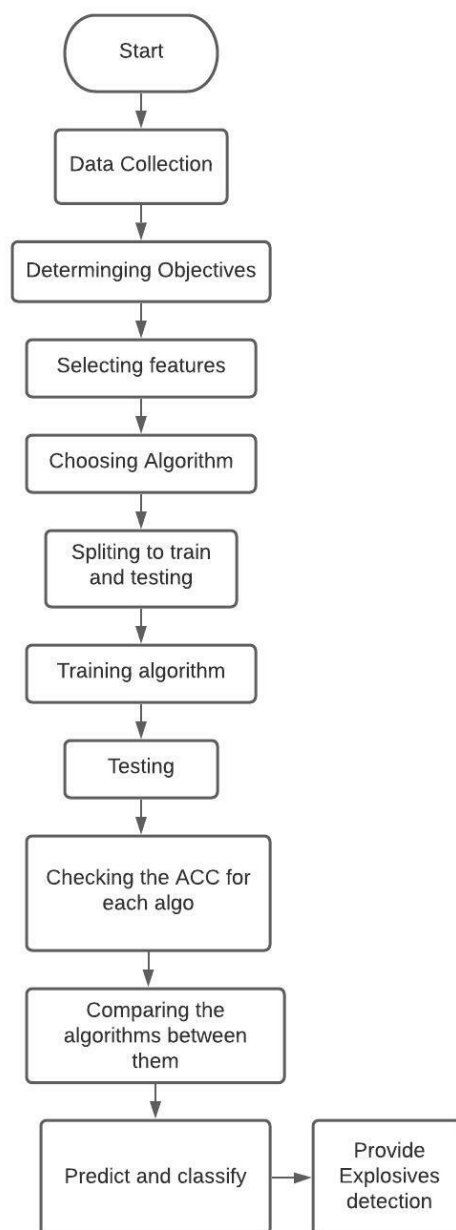 Start
Data Collection
Determinging Objectives
Selecting features
Choosing Algorithm
Spliting to train
and testing
Training algorithm
Testing
Checking the ACC for
each algo
Comparing the
algorithms between
them
Predict and classify
Provide
Explosives
detection